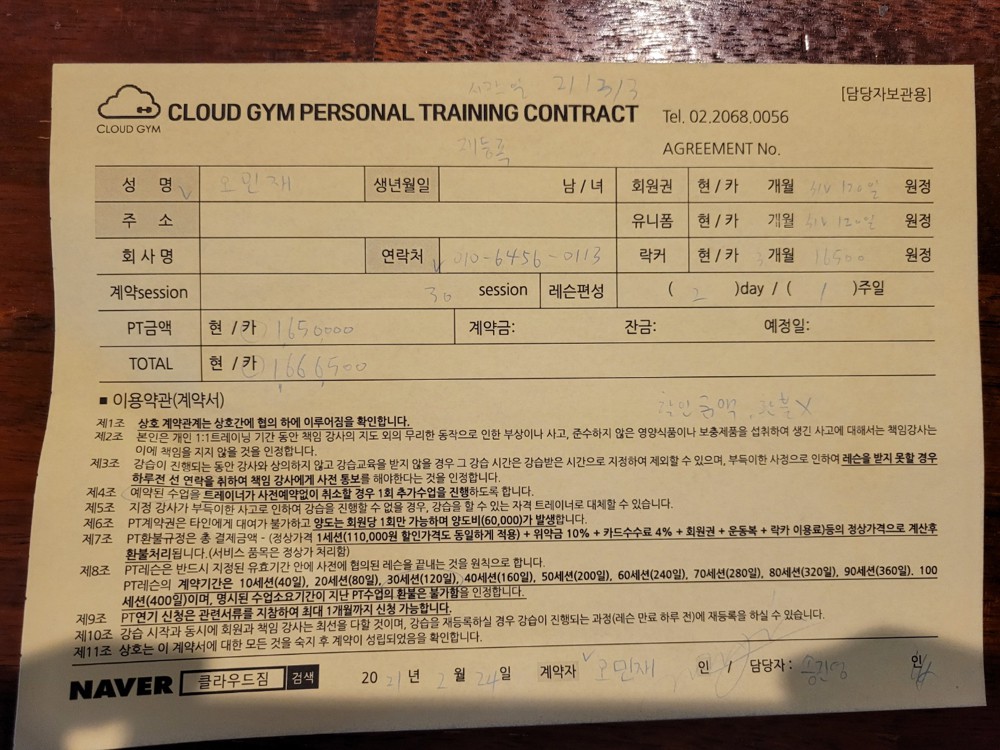 시작일 21/3/3
[담당자보관용]
CLOUD GYM
CLOUD GYM PERSONAL TRAINING CONTRACT
Tel. 02.2068.0056
재등록
AGREEMENT No.
성 명 오민재 생년월일 남 / 녀 회원권 현 / 카 개월 서비 120일 원정
주 소 유니폼 현 / 카 개월 서비 120일 원정
회 사 명 연락처 010-6456-0113 락커 현 / 카 3 개월 16500 원정
계약session 30 session 레슨편성 ( 2 )day / ( 1 )주일
PT금액 현 / 카 1650000 계약금: 잔금: 예정일:
TOTAL 현 / 카 1,666,500
■ 이용약관(계약서)
할인금액, 환불X
제1조 상호 계약관계는 상호간에 협의 하에 이루어짐을 확인합니다.
제2조 본인은 개인 1:1트레이닝 기간 동안 책임 강사의 지도 외의 무리한 동작으로 인한 부상이나 사고, 준수하지 않은 영양식품이나 보충제품을 섭취하여 생긴 사고에 대해서는 책임강사는
이에 책임을 지지 않을 것을 인정합니다.
제3조 강습이 진행되는 동안 강사와 상의하지 않고 강습교육을 받지 않을 경우 그 강습 시간은 강습받은 시간으로 지정하여 제외할 수 있으며, 부득이한 사정으로 인하여 레슨을 받지 못할 경우
하루전 선 연락을 취하여 책임 강사에게 사전 통보를 해야한다는 것을 인정합니다.
제4조 예약된 수업을 트레이너가 사전예약없이 취소할 경우 1회 추가수업을 진행하도록 합니다.
제5조 지정 강사가 부득이한 사고로 인하여 강습을 진행할 수 없을 경우, 강습을 할 수 있는 자격 트레이너로 대체할 수 있습니다.
제6조 PT계약권은 타인에게 대여가 불가하고 양도는 회원당 1회만 가능하며 양도비(60,000)가 발생합니다.
제7조 PT환불규정은 총 결제금액 - (정상가격 1세션(110,000원 할인가격도 동일하게 적용) + 위약금 10% + 카드수수료 4% + 회원권 + 운동복 + 락카 이용료)등의 정상가격으로 계산후
환불처리됩니다.(서비스 품목은 정상가 처리함)
제8조 PT레슨은 반드시 지정된 유효기간 안에 사전에 협의된 레슨을 끝내는 것을 원칙으로 합니다.
PT레슨의 계약기간은 10세션(40일), 20세션(80일), 30세션(120일), 40세션(160일), 50세션(200일), 60세션(240일), 70세션(280일), 80세션(320일), 90세션(360일). 100
세션(400일)이며, 명시된 수업소요기간이 지난 PT수업의 환불은 불가함을 인정합니다.
제9조 PT연기 신청은 관련서류를 지참하여 최대 1개월까지 신청 가능합니다.
제10조 강습 시작과 동시에 회원과 책임 강사는 최선을 다할 것이며, 강습을 재등록하실 경우 강습이 진행되는 과정(레슨 만료 하루 전)에 재등록을 하실 수 있습니다.
제11조 상호는 이 계약서에 대한 모든 것을 숙지 후 계약이 성립되었음을 확인합니다.
NAVER 클라우드짐 검색 2021 년 2 월 24 일 계약자 오민재 인 / 담당자 : 송진영 인